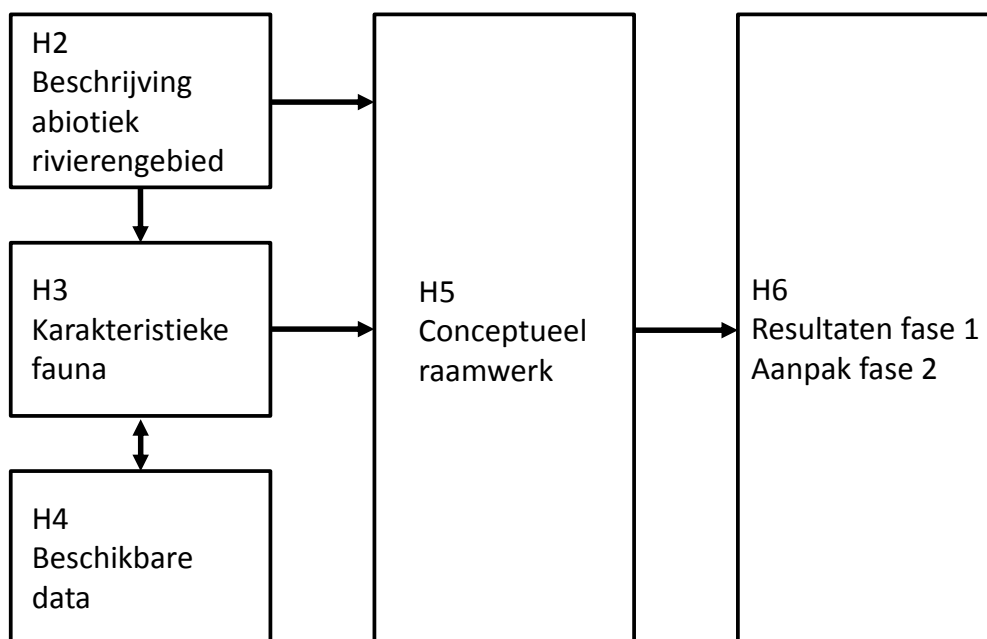 H2
Beschrijving
abiotiek
rivierengebied
H3
Karakteristieke
fauna
H4
Beschikbare
data
H5
Conceptueel
raamwerk
H6
Resultaten fase 1
Aanpak fase 2